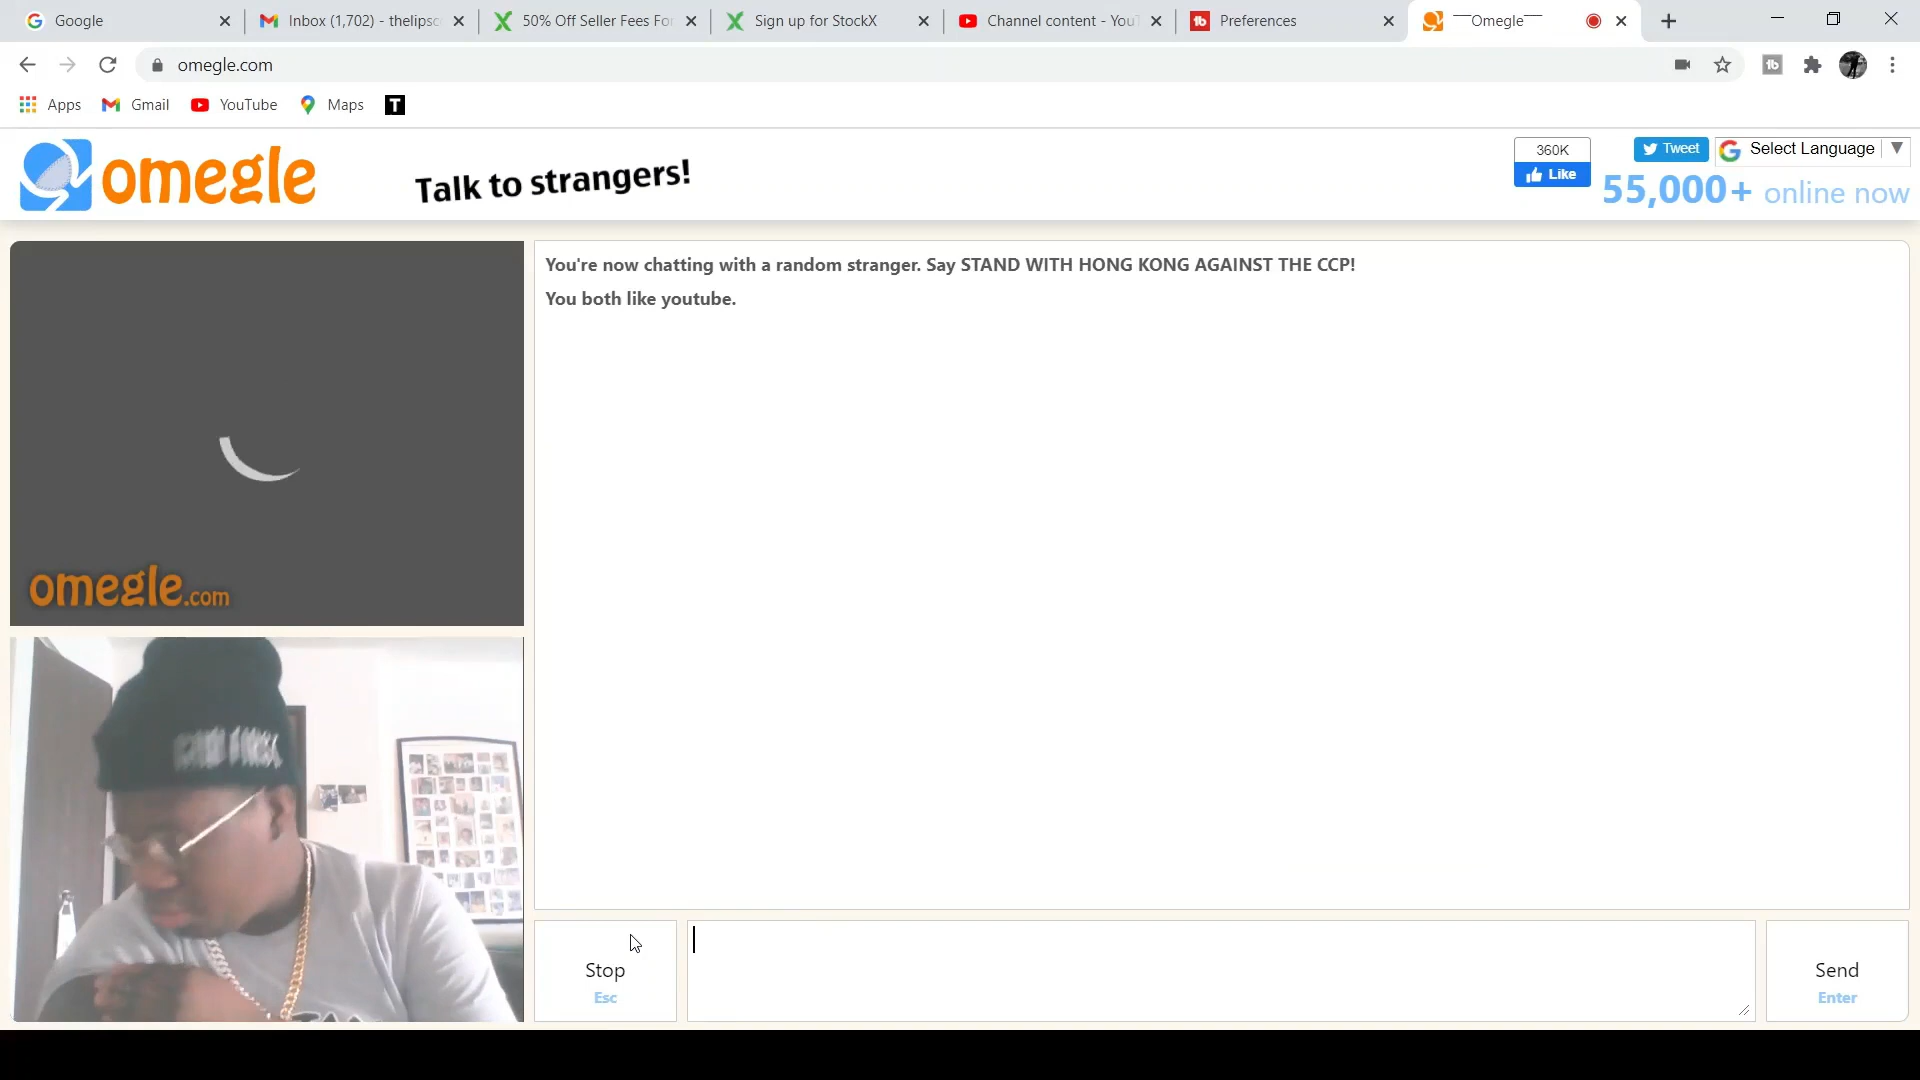 Google
Inbox (1,702) - thelipsc
50% Off Seller Fees For
Sign up for StockX
Channel content - YouT
Preferences
Omegle
omegle.com
Apps
Gmail
YouTube
Maps
T
omegle
Talk to strangers!
360K
Like
Tweet
Select Language
55,000+ online now
You're now chatting with a random stranger. Say STAND WITH HONG KONG AGAINST THE CCP!
You both like youtube.
omegle.com
Stop
Esc
Send
Enter